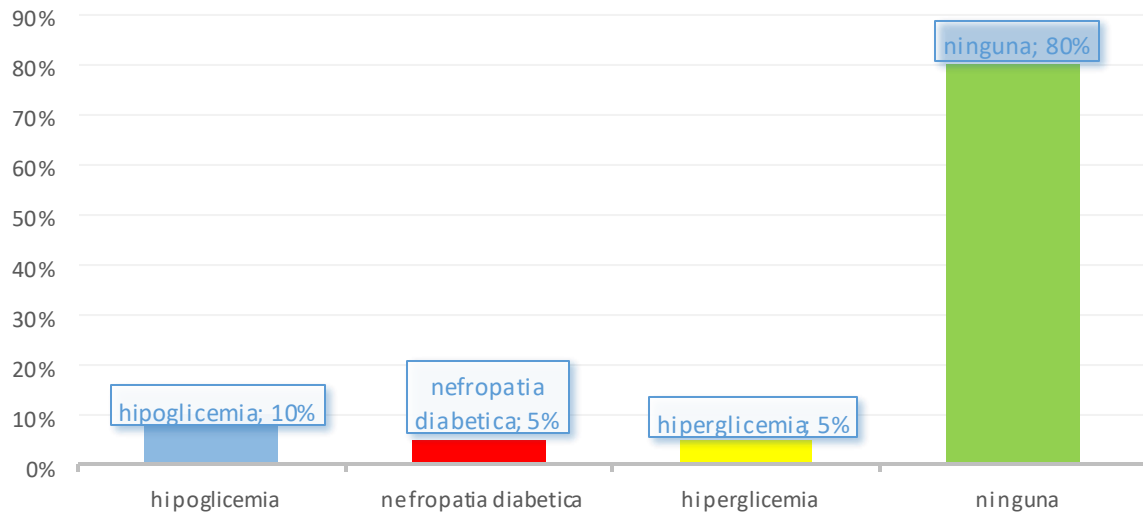 90%
80%
70%
60%
50%
40%
30%
20%
10%
0%
ninguna; 80%
hipoglicemia; 10%
nefropatia
diabetica; 5%
hiperglicemia; 5%
hipoglicemia
nefropatia diabetica
hiperglicemia
ninguna